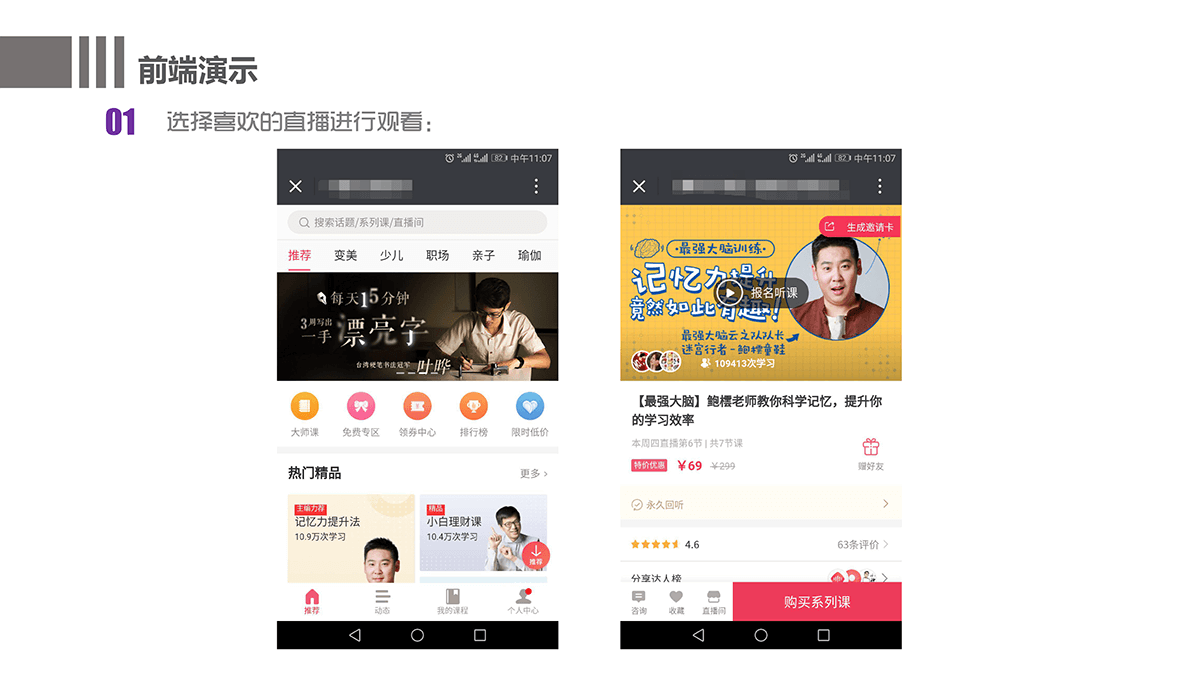 前端演示
01 选择喜欢的直播进行观看：
82 中午11:07
搜索话题/系列课/直播间
推荐 变美 少儿 职场 亲子 瑜伽
每天15分钟
3周写出
一手 漂亮字
台湾硬笔书法冠军 叶晔
大师课 免费专区 领券中心 排行榜 限时低价
热门精品 更多
主编力荐
记忆力提升法
10.9万次学习
精品
小白理财课
10.4万次学习
推荐
推荐 动态 我的课程 个人中心
82 中午11:07
生成邀请卡
·最强大脑训练·
记忆力提升
竟然如此有趣!
报名听课
最强大脑云之队队长
迷宫行者-鲍橒童鞋
109413次学习
【最强大脑】鲍橒老师教你科学记忆，提升你
的学习效率
本周四直播第6节 | 共7节课
特价优惠 ￥69 ￥299
赠好友
永久回听
4.6 63条评价
分享达人榜
咨询 收藏 直播间 购买系列课